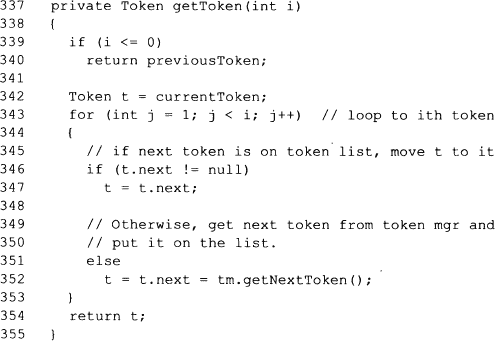 337 private Token getToken(int i)
338 {
339   if (i <= 0)
340     return previousToken;
341
342   Token t = currentToken;
343   for (int j = 1; j < i; j++)  // loop to ith token
344   {
345     // if next token is on token list, move t to it
346     if (t.next != null)
347       t = t.next;
348
349     // Otherwise, get next token from token mgr and
350     // put it on the list.
351     else
352       t = t.next = tm.getNextToken();
353   }
354   return t;
355 }